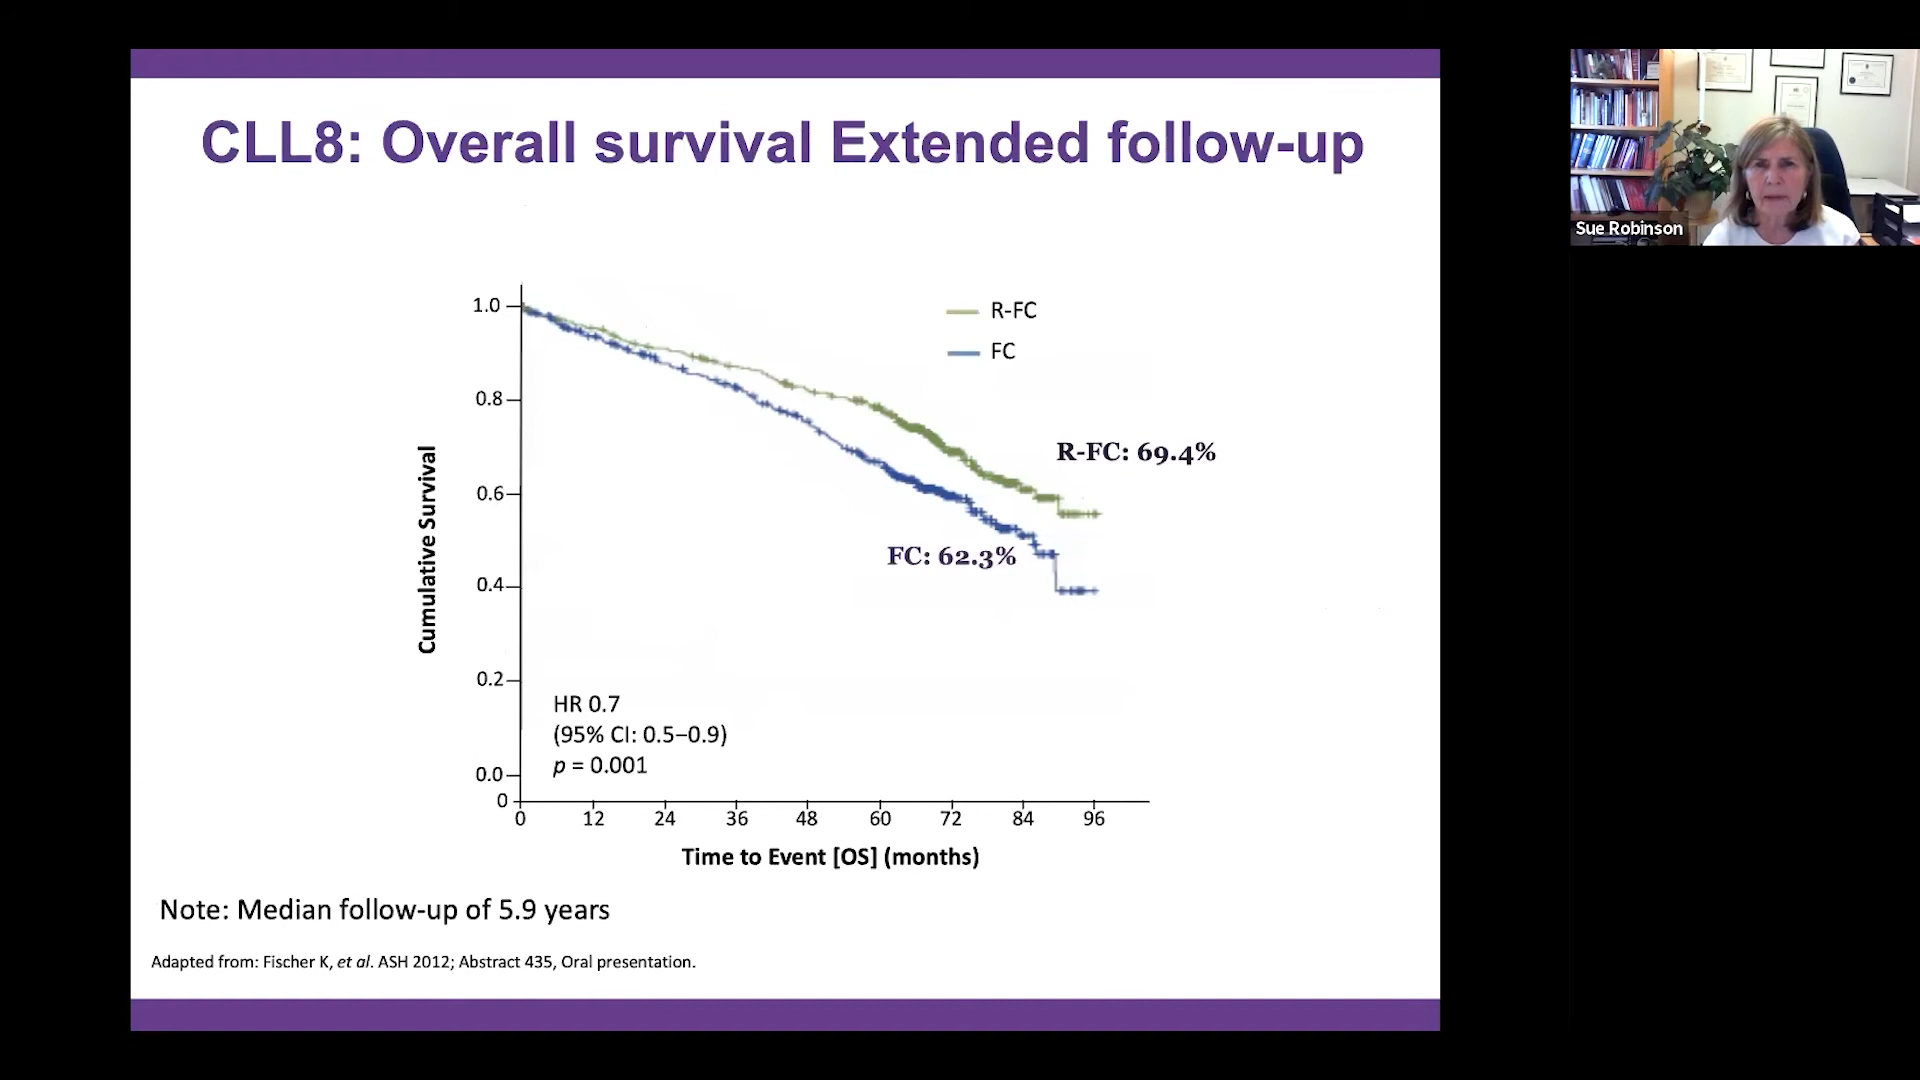 CLL8: Overall survival Extended follow-up
Sue Robinson
1.0
0.8
0.6
0.4
0.2
0.0
0
Cumulative Survival
R-FC
FC
R-FC: 69.4%
FC: 62.3%
HR 0.7
(95% CI: 0.5–0.9)
p = 0.001
0 12 24 36 48 60 72 84 96
Time to Event [OS] (months)
Note: Median follow-up of 5.9 years
Adapted from: Fischer K, et al. ASH 2012; Abstract 435, Oral presentation.